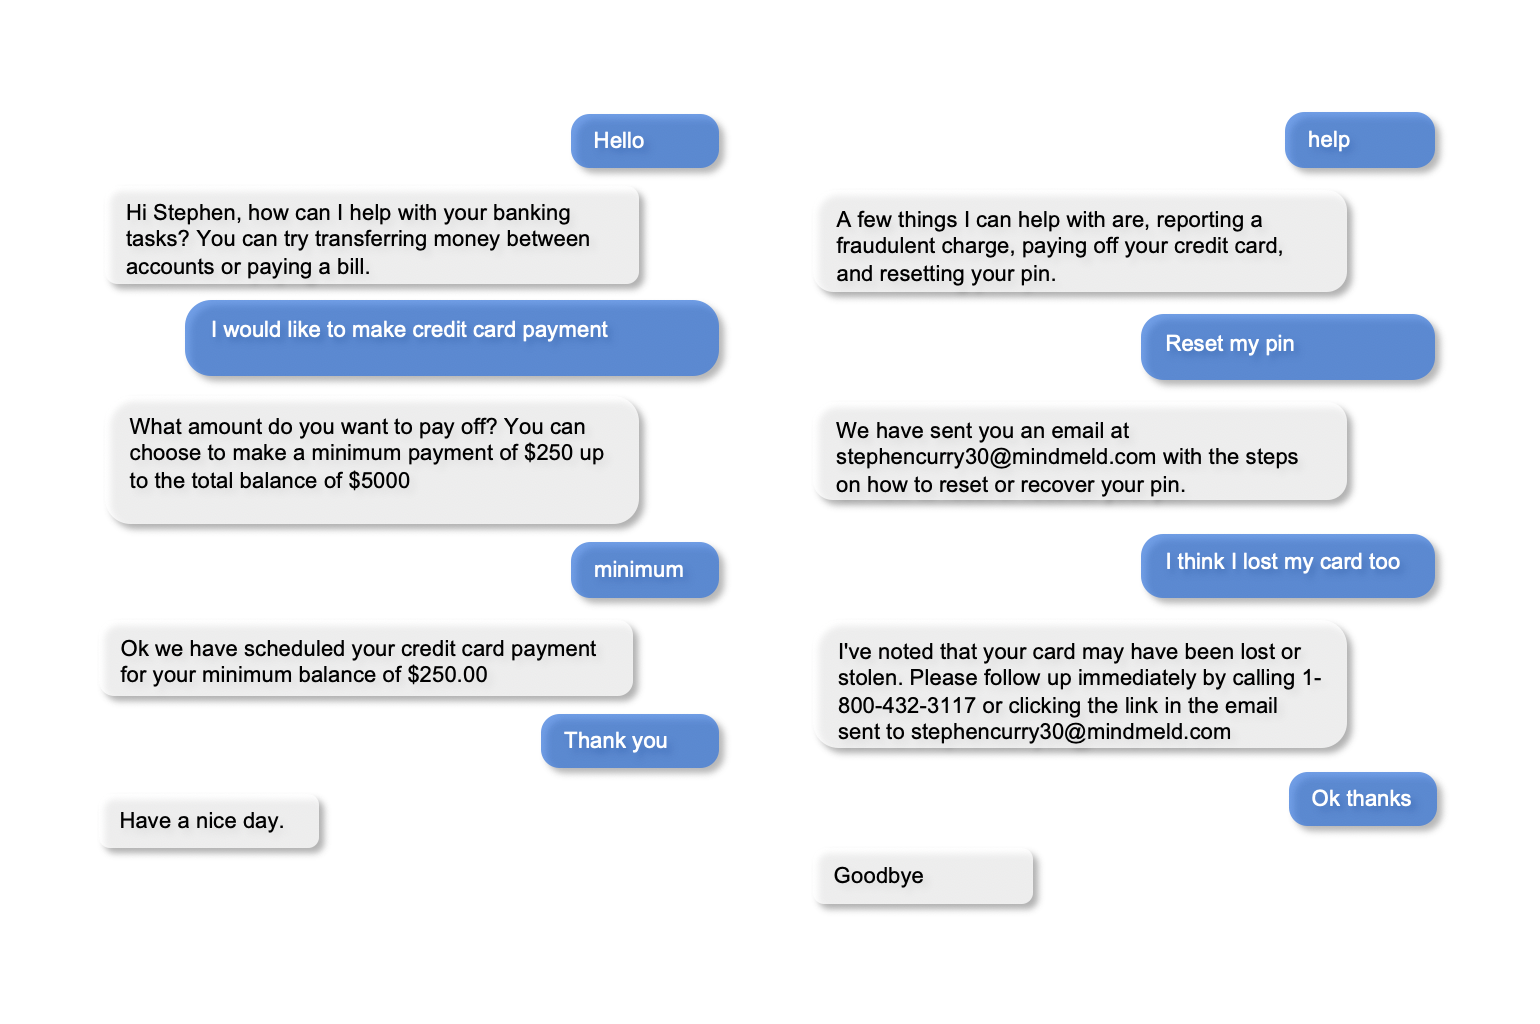 Hello
Hi Stephen, how can I help with your banking
tasks? You can try transferring money between
accounts or paying a bill.
I would like to make credit card payment
What amount do you want to pay off? You can
choose to make a minimum payment of $250 up
to the total balance of $5000
minimum
Ok we have scheduled your credit card payment
for your minimum balance of $250.00
Thank you
Have a nice day.
help
A few things I can help with are, reporting a
fraudulent charge, paying off your credit card,
and resetting your pin.
Reset my pin
We have sent you an email at
stephencurry30@mindmeld.com with the steps
on how to reset or recover your pin.
I think I lost my card too
I've noted that your card may have been lost or
stolen. Please follow up immediately by calling 1-
800-432-3117 or clicking the link in the email
sent to stephencurry30@mindmeld.com
Ok thanks
Goodbye